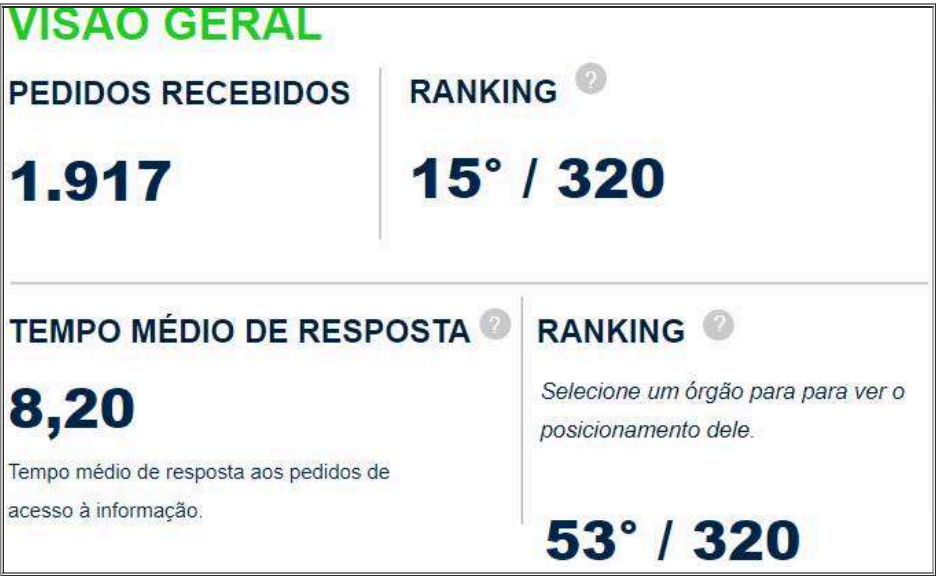 VISÃO GERAL
PEDIDOS RECEBIDOS
1.917
RANKING ?
15° / 320
TEMPO MÉDIO DE RESPOSTA ?
8,20
Tempo médio de resposta aos pedidos de
acesso à informação.
RANKING ?
Selecione um órgão para para ver o
posicionamento dele.
53° / 320